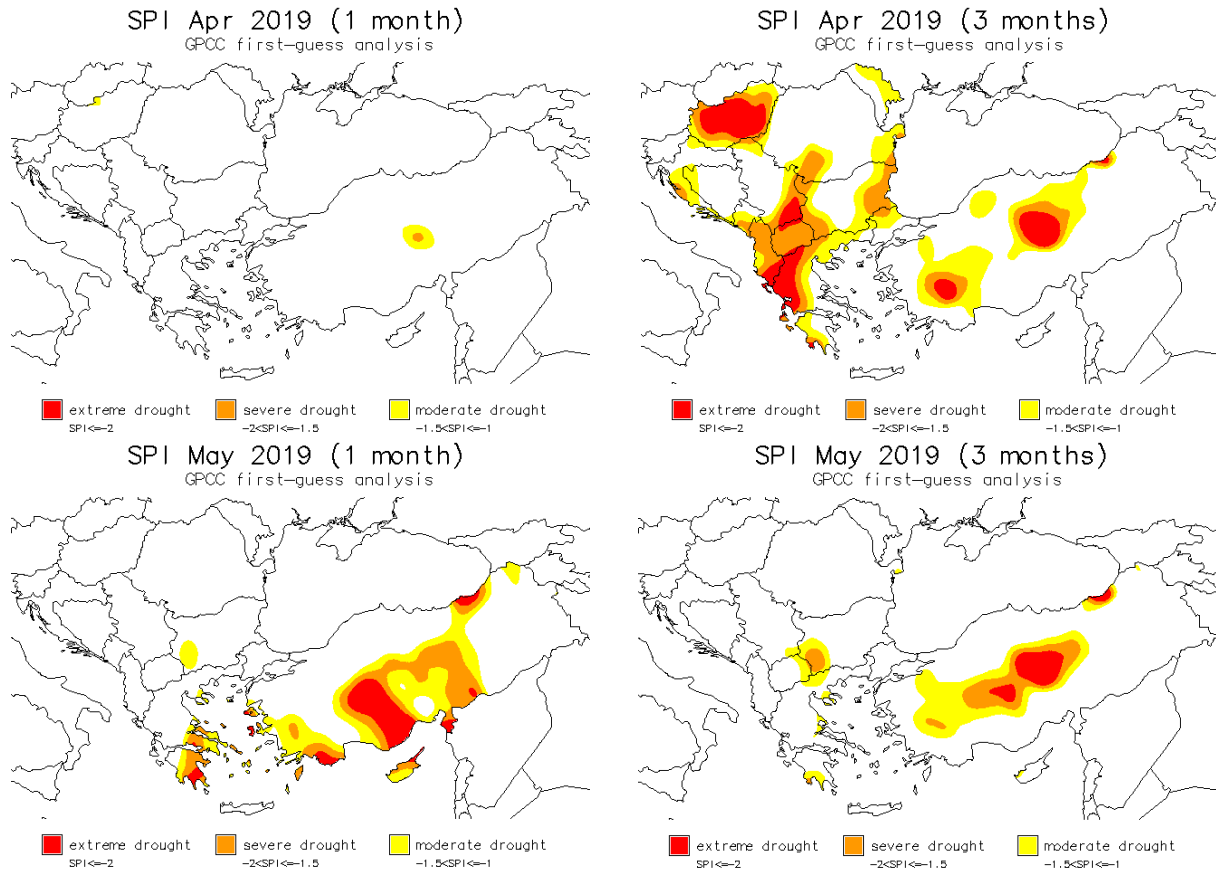 SPI Apr 2019 (1 month)
GPCC first-guess analysis
extreme drought severe drought moderate drought
SPI<=-2 -2<SPI<=-1.5 -1.5<SPI<=-1
SPI Apr 2019 (3 months)
GPCC first-guess analysis
extreme drought severe drought moderate drought
SPI<=-2 -2<SPI<=-1.5 -1.5<SPI<=-1
SPI May 2019 (1 month)
GPCC first-guess analysis
extreme drought severe drought moderate drought
SPI<=-2 -2<SPI<=-1.5 -1.5<SPI<=-1
SPI May 2019 (3 months)
GPCC first-guess analysis
extreme drought severe drought moderate drought
SPI<=-2 -2<SPI<=-1.5 -1.5<SPI<=-1